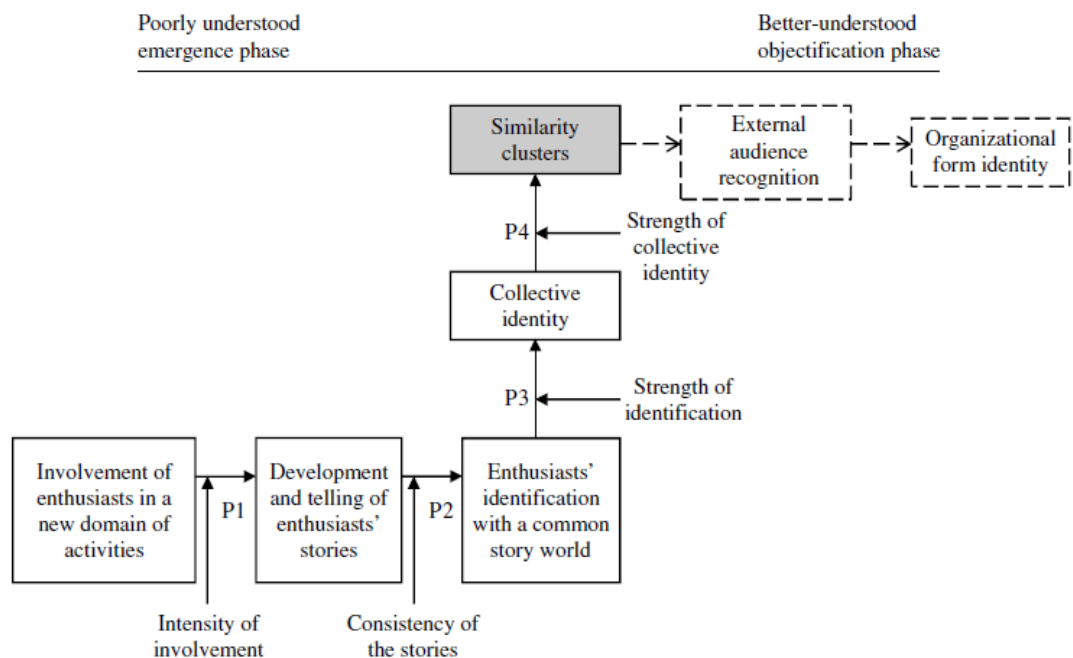 Poorly understood
emergence phase
Better-understood
objectification phase
Similarity
clusters
External
audience
recognition
Organizational
form identity
P4
Strength of
collective
identity
Collective
identity
P3
Strength of
identification
Involvement of
enthusiasts in a
new domain of
activities
P1
Development
and telling of
enthusiasts’
stories
P2
Enthusiasts’
identification
with a common
story world
Intensity of
involvement
Consistency of
the stories